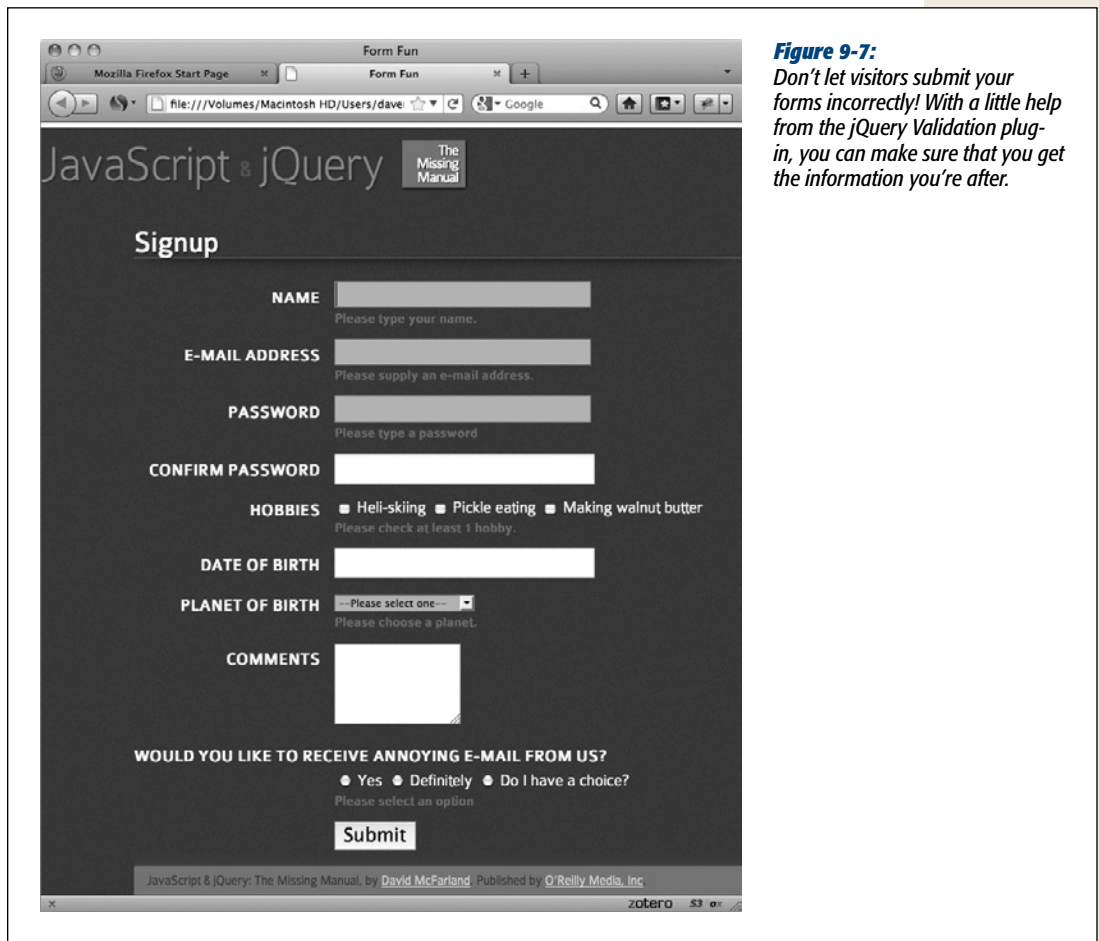 Form Fun
Mozilla Firefox Start Page
Form Fun
file:///Volumes/Macintosh HD/Users/dave
Google
JavaScript & jQuery
The
Missing
Manual
Signup
NAME
Please type your name.
E-MAIL ADDRESS
Please supply an e-mail address.
PASSWORD
Please type a password
CONFIRM PASSWORD
HOBBIES Heli-skiing Pickle eating Making walnut butter
Please check at least 1 hobby.
DATE OF BIRTH
PLANET OF BIRTH --Please select one--
Please choose a planet.
COMMENTS
WOULD YOU LIKE TO RECEIVE ANNOYING E-MAIL FROM US?
Yes Definitely Do I have a choice?
Please select an option
Submit
JavaScript & jQuery: The Missing Manual, by David McFarland. Published by O'Reilly Media, Inc.
zotero S3
Figure 9-7:
Don't let visitors submit your
forms incorrectly! With a little help
from the jQuery Validation plug-
in, you can make sure that you get
the information you're after.